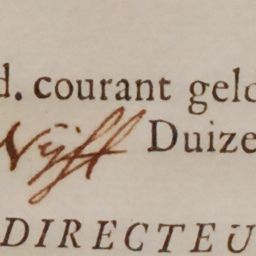 d. courant geld
Vijff Duize
DIRECTEU